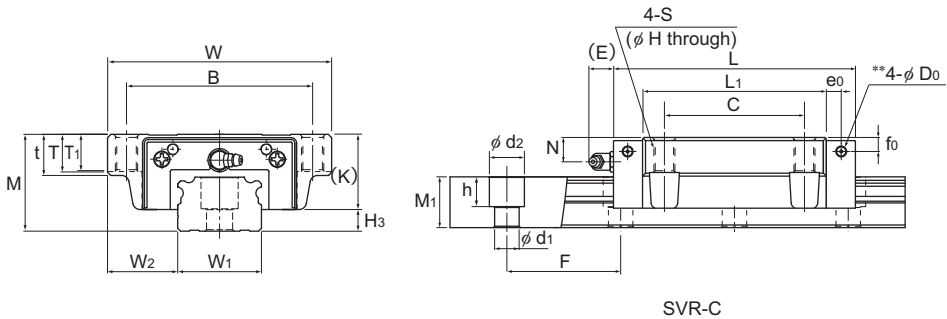 W
B
t
T
T₁
M
(K)
H₃
W₂
W₁
4-S
(φ H through)
(E)
L
L₁
e₀
**4-φ D₀
C
N
f₀
φ d₂
h
M₁
φ d₁
F
SVR-C